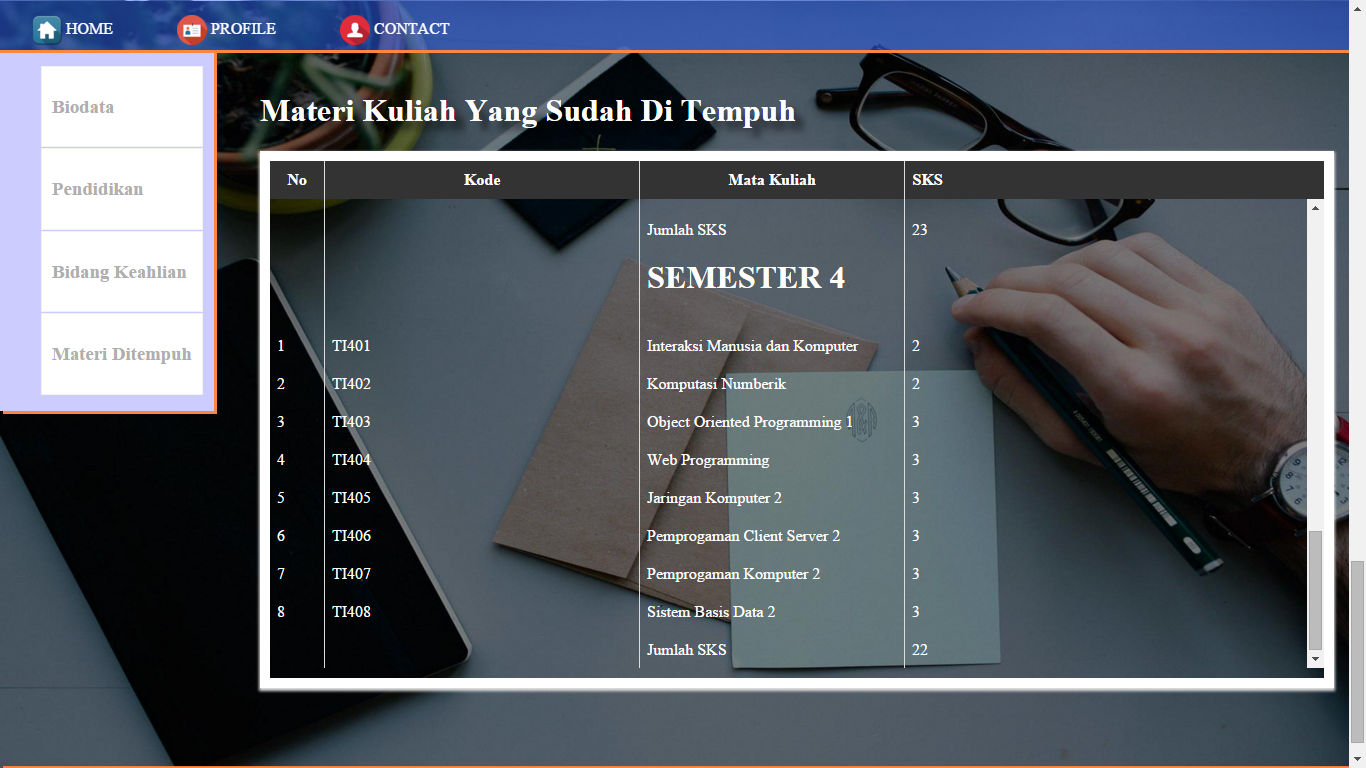 HOME PROFILE CONTACT
Biodata
Pendidikan
Bidang Keahlian
Materi Ditempuh
Materi Kuliah Yang Sudah Di Tempuh
No Kode Mata Kuliah SKS
Jumlah SKS 23
SEMESTER 4
1 TI401 Interaksi Manusia dan Komputer 2
2 TI402 Komputasi Numberik 2
3 TI403 Object Oriented Programming 1 3
4 TI404 Web Programming 3
5 TI405 Jaringan Komputer 2 3
6 TI406 Pemprogaman Client Server 2 3
7 TI407 Pemprogaman Komputer 2 3
8 TI408 Sistem Basis Data 2 3
Jumlah SKS 22